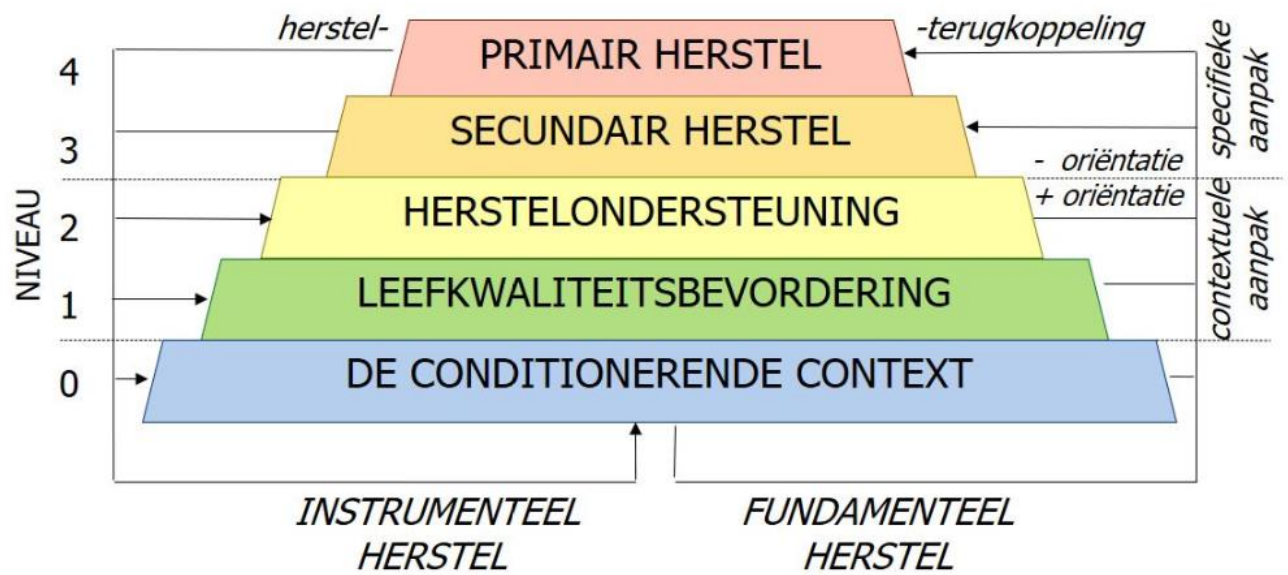 herstel-
-terugkoppeling
4
PRIMAIR HERSTEL
3
SECUNDAIR HERSTEL
- oriëntatie
+ oriëntatie
2
HERSTELONDERSTEUNING
1
LEEFKWALITEITSBEVORDERING
0
DE CONDITIONERENDE CONTEXT
NIVEAU
specifieke
aanpak
contextuele
aanpak
INSTRUMENTEEL
HERSTEL
FUNDAMENTEEL
HERSTEL